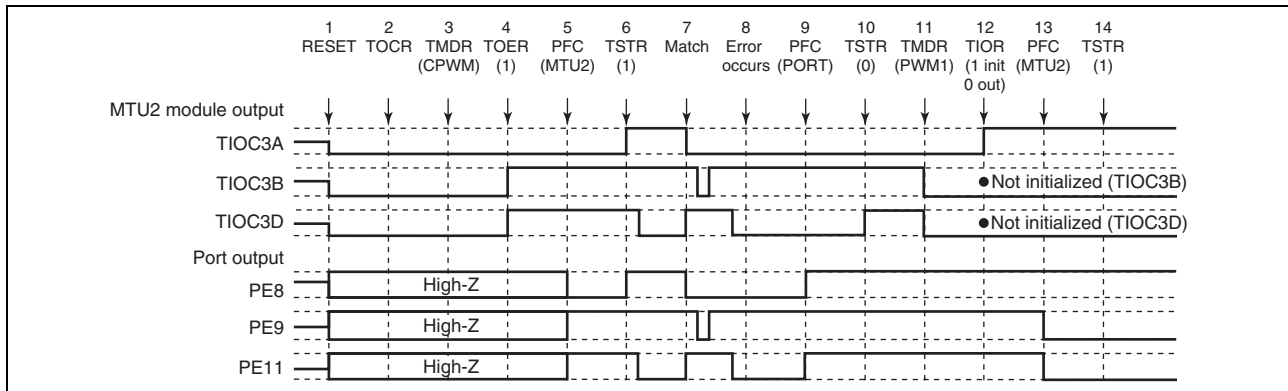 1 2 3 4 5 6 7 8 9 10 11 12 13 14
RESET TOCR TMDR TOER PFC TSTR Match Error PFC TSTR TMDR TIOR PFC TSTR
(CPWM) (1) (MTU2) (1) occurs (PORT) (0) (PWM1) (1 init (MTU2) (1)
0 out)
MTU2 module output
TIOC3A
TIOC3B
• Not initialized (TIOC3B)
TIOC3D
• Not initialized (TIOC3D)
Port output
PE8 High-Z
PE9 High-Z
PE11 High-Z